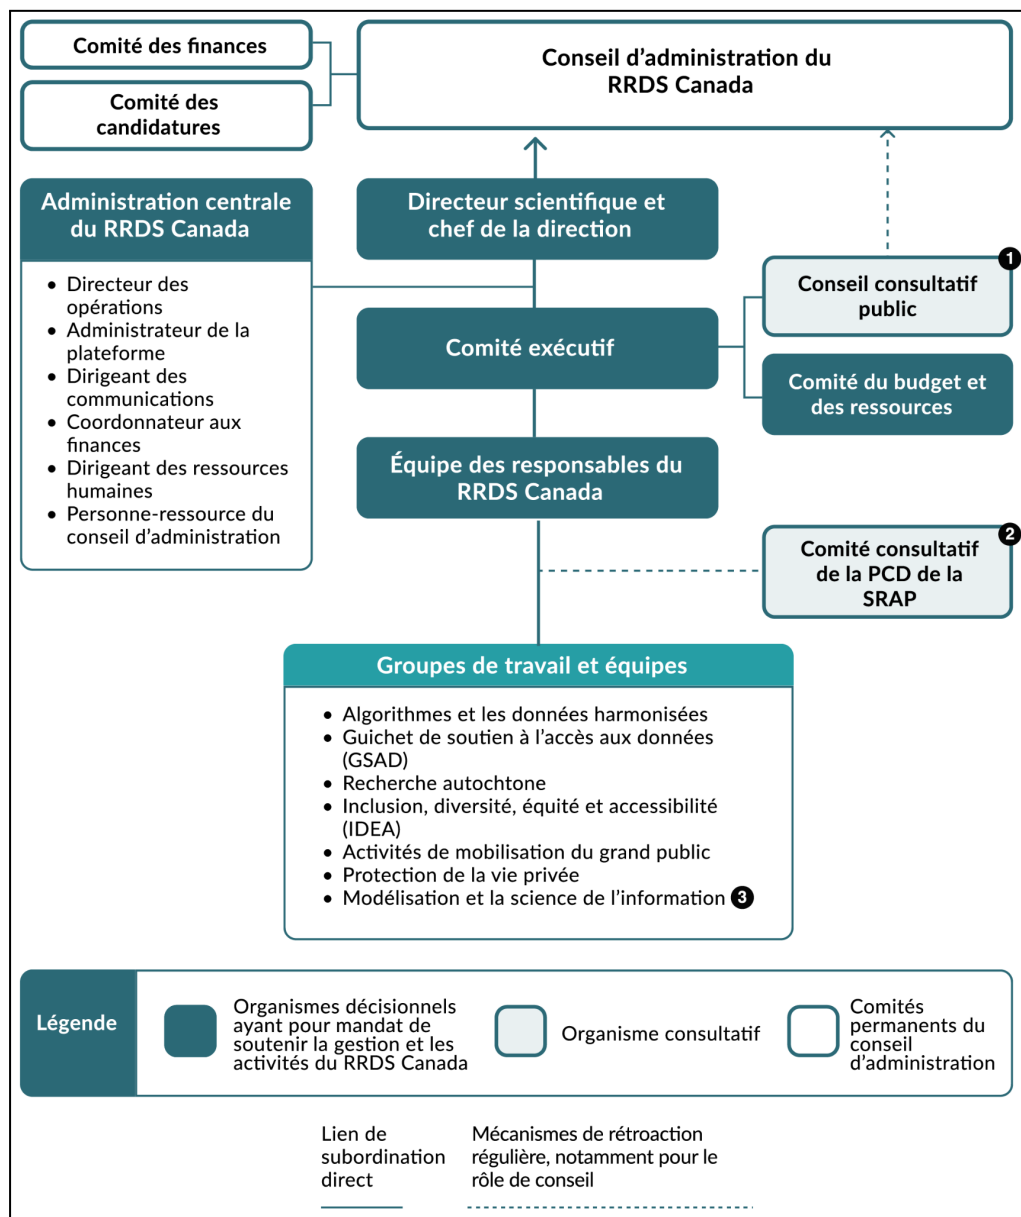 Comité des finances
Comité des
candidatures
Conseil d’administration du
RRDS Canada
Administration centrale
du RRDS Canada
• Directeur des
opérations
• Administrateur de la
plateforme
• Dirigeant des
communications
• Coordonnateur aux
finances
• Dirigeant des ressources
humaines
• Personne-ressource du
conseil d’administration
Directeur scientifique et
chef de la direction
Comité exécutif
1
Conseil consultatif
public
Comité du budget et
des ressources
Équipe des responsables du
RRDS Canada
2
Comité consultatif
de la PCD de la
SRAP
Groupes de travail et équipes
• Algorithmes et les données harmonisées
• Guichet de soutien à l’accès aux données
(GSAD)
• Recherche autochtone
• Inclusion, diversité, équité et accessibilité
(IDEA)
• Activités de mobilisation du grand public
• Protection de la vie privée
• Modélisation et la science de l’information 3
Légende
Organismes décisionnels
ayant pour mandat de
soutenir la gestion et les
activités du RRDS Canada
Organisme consultatif
Comités
permanents du
conseil
d’administration
Lien de
subordination
direct
Mécanismes de rétroaction
régulière, notamment pour le
rôle de conseil